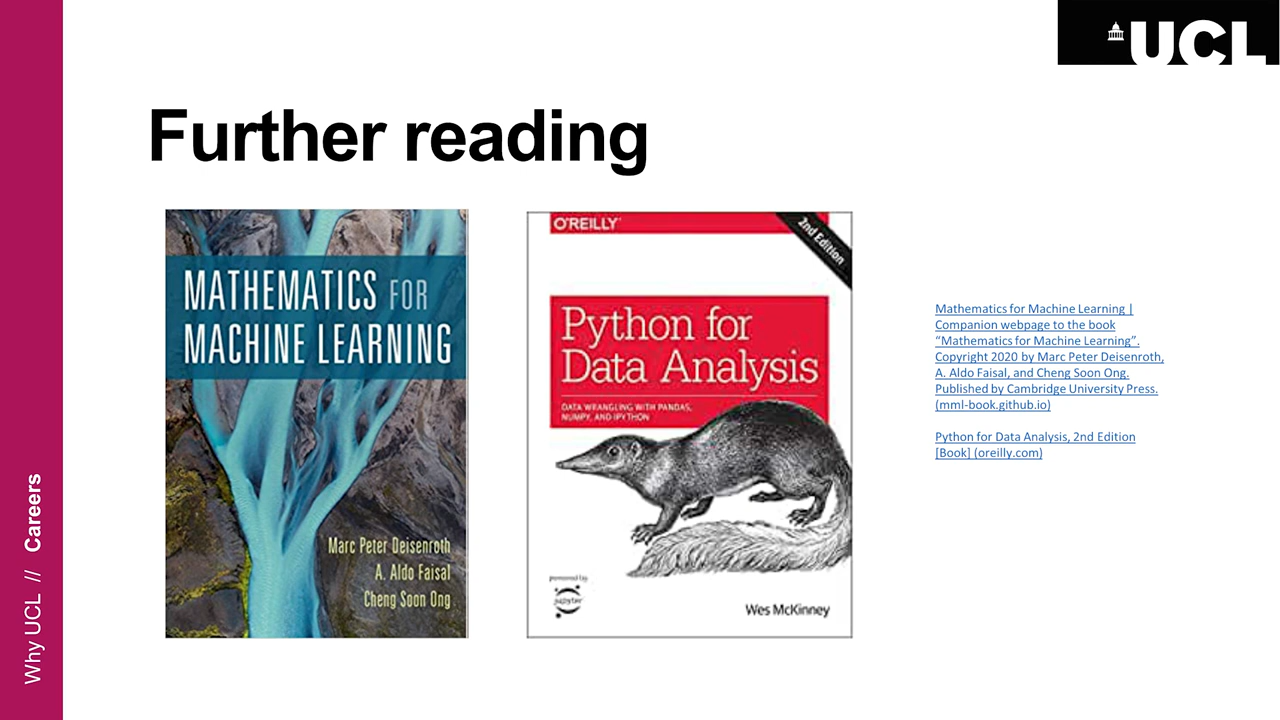 UCL
Further reading
MATHEMATICS FOR
MACHINE LEARNING
Marc Peter Deisenroth
A. Aldo Faisal
Cheng Soon Ong
O'REILLY
2nd Edition
Python for
Data Analysis
DATA WRANGLING WITH PANDAS,
NUMPY, AND IPYTHON
powered by
jupyter
Wes McKinney
Mathematics for Machine Learning |
Companion webpage to the book
“Mathematics for Machine Learning”.
Copyright 2020 by Marc Peter Deisenroth,
A. Aldo Faisal, and Cheng Soon Ong.
Published by Cambridge University Press.
(mml-book.github.io)
Python for Data Analysis, 2nd Edition
[Book] (oreilly.com)
Why UCL // Careers